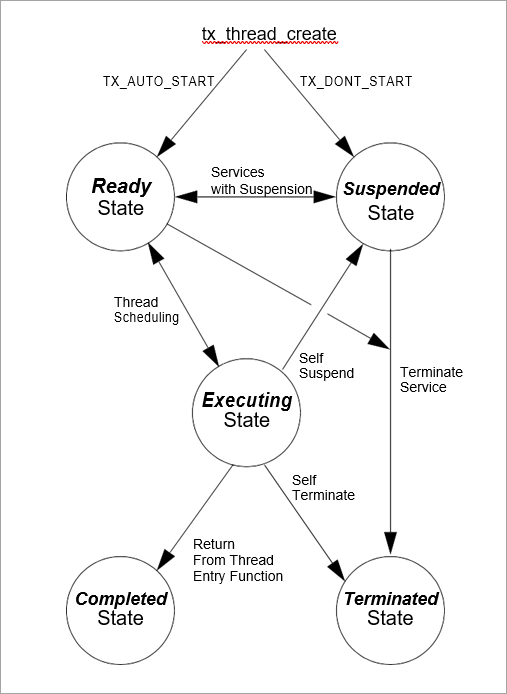 tx_thread_create
TX_AUTO_START
TX_DONT_START
Ready
State
Services
with Suspension
Suspended
State
Thread
Scheduling
Self
Suspend
Terminate
Service
Executing
State
Self
Terminate
Return
From Thread
Entry Function
Completed
State
Terminated
State